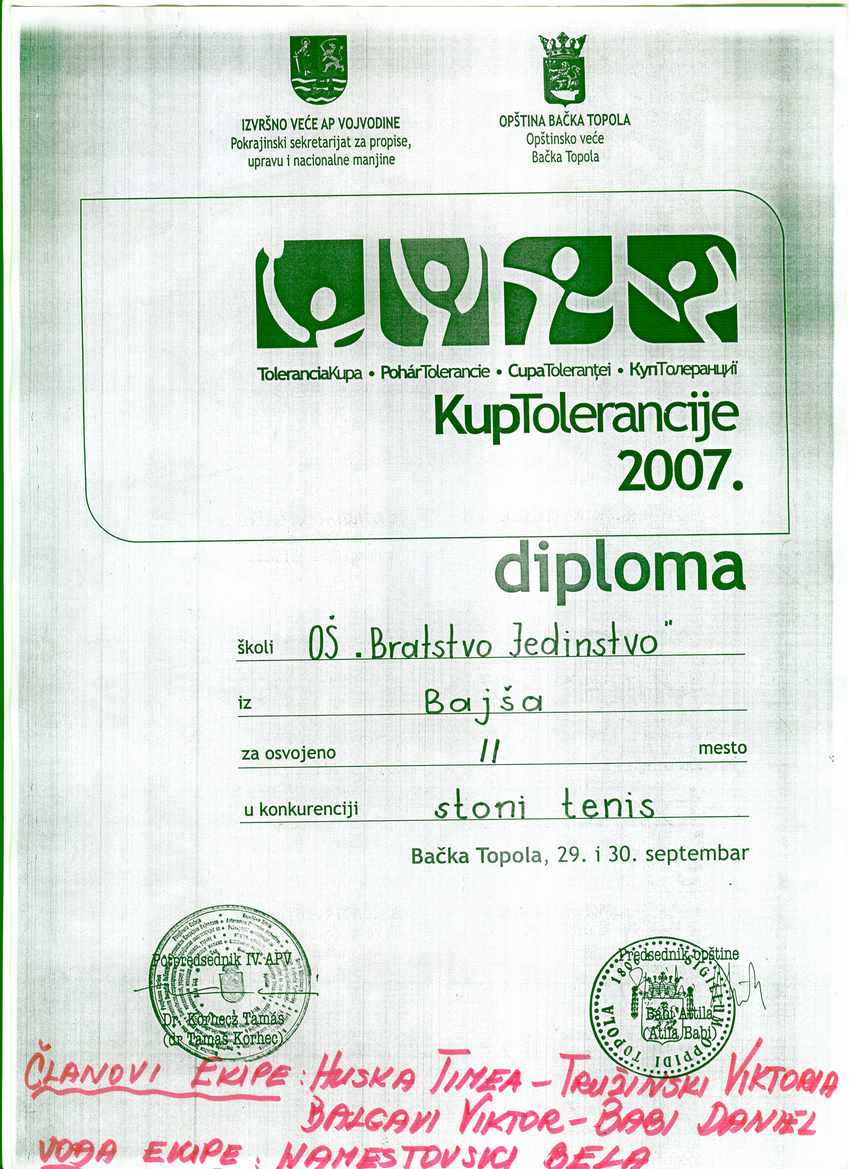 IZVRŠNO VEĆE AP VOJVODINE
Pokrajinski sekretarijat za propise,
upravu i nacionalne manjine
OPŠTINA BAČKA TOPOLA
Opštinsko veće
Bačka Topola
ToleranciaKupa • PohárTolerancie • CupaToleranței • КупТолеранциї
KupTolerancije
2007.
diploma
školi OŠ „Bratstvo Jedinstvo"
iz Bajša
za osvojeno II mesto
u konkurenciji stoni tenis
Bačka Topola, 29. i 30. septembar
Potpredsednik IV APV
Dr. Korhecz Tamás
(dr Tamaš Korhec)
Predsednik opštine
Babi Attila
(Atila Babi)
SIGILLUM OPPIDI TOPOLA
ČLANOVI EKIPE: HUSKA TIMEA – TRUŽINSKI VIKTORIA
BALGAVI VIKTOR – BABI DANIEL
VOĐA EKIPE: NAMESTOVSKI BELA